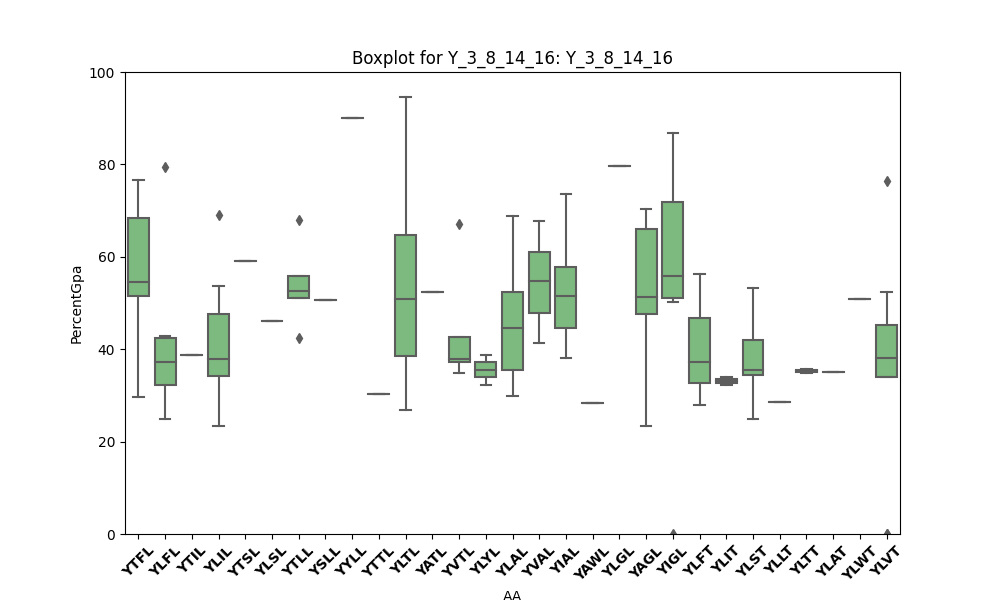 Boxplot for Y_3_8_14_16: Y_3_8_14_16
PercentGpa
100
80
60
40
20
0
YTFL YLFL YTIL YLIL YTSL YLSL YTLL YSLL YYLL YTTL YLTL YATL YVTL YLYL YLAL YVAL YIAL YAWL YLGL YAGL YIGL YLFT YLIT YLST YLLT YLTT YLAT YLWT YLVT
AA